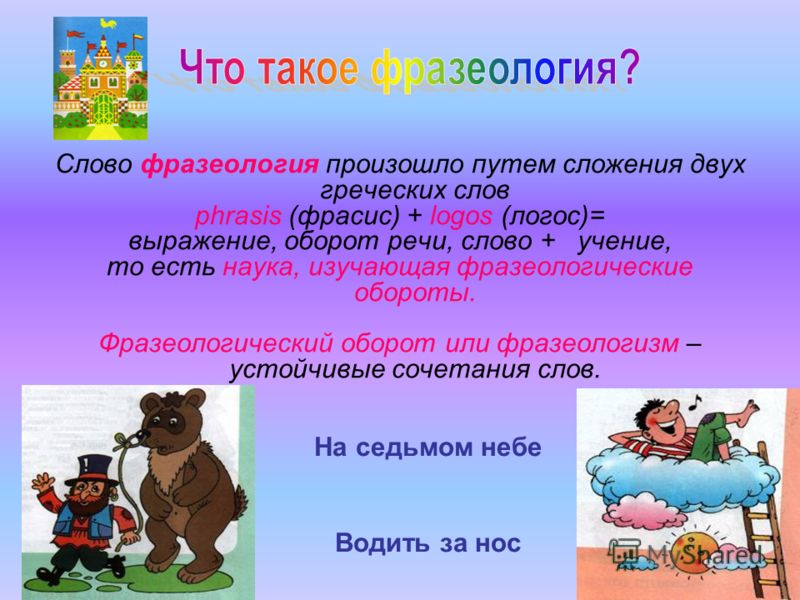 Что такое фразеология?
Слово фразеология произошло путем сложения двух
греческих слов
phrasis (фрасис) + logos (логос)=
выражение, оборот речи, слово + учение,
то есть наука, изучающая фразеологические
обороты.
Фразеологический оборот или фразеологизм –
устойчивые сочетания слов.
На седьмом небе
Водить за нос
MyShared